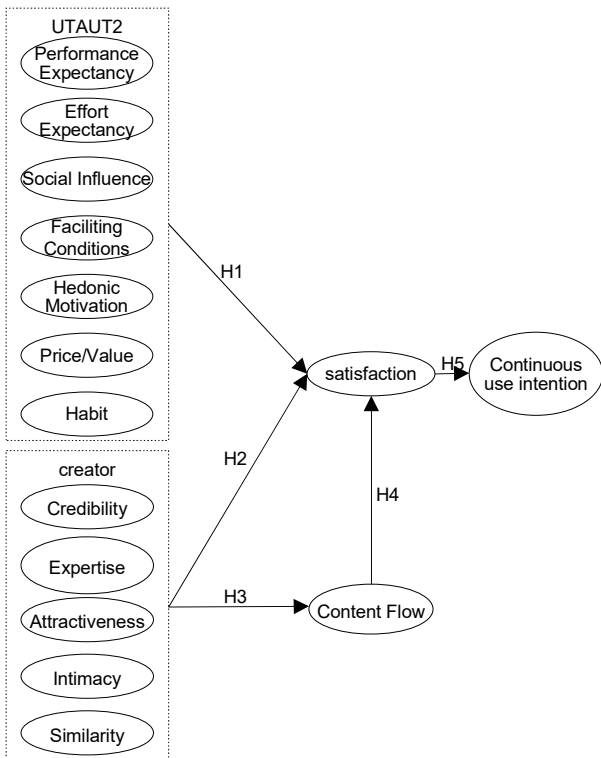 UTAUT2
Performance
Expectancy
Effort
Expectancy
Social Influence
Faciliting
Conditions
Hedonic
Motivation
Price/Value
Habit
creator
Credibility
Expertise
Attractiveness
Intimacy
Similarity
H1
H2
H3
satisfaction
H4
Content Flow
H5
Continuous
use intention